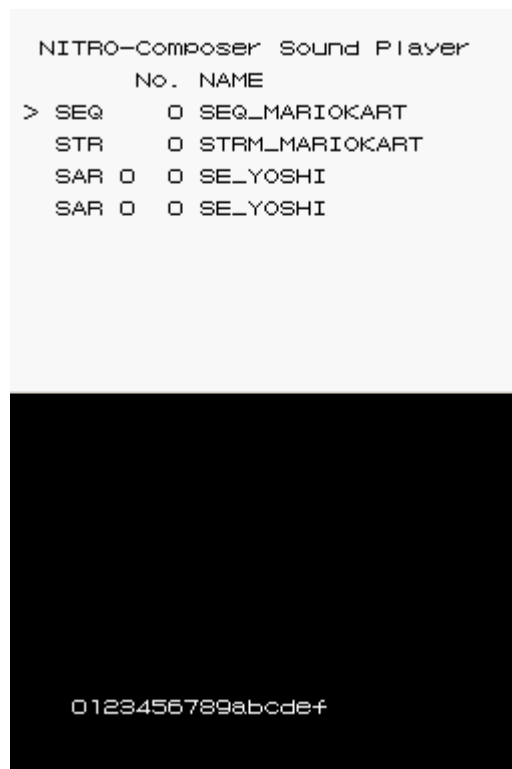 NITRO-Composer Sound Player
No. NAME
> SEQ 0 SEQ_MARIOKART
STR 0 STRM_MARIOKART
SAR 0 0 SE_YOSHI
SAR 0 0 SE_YOSHI
0123456789abcdef